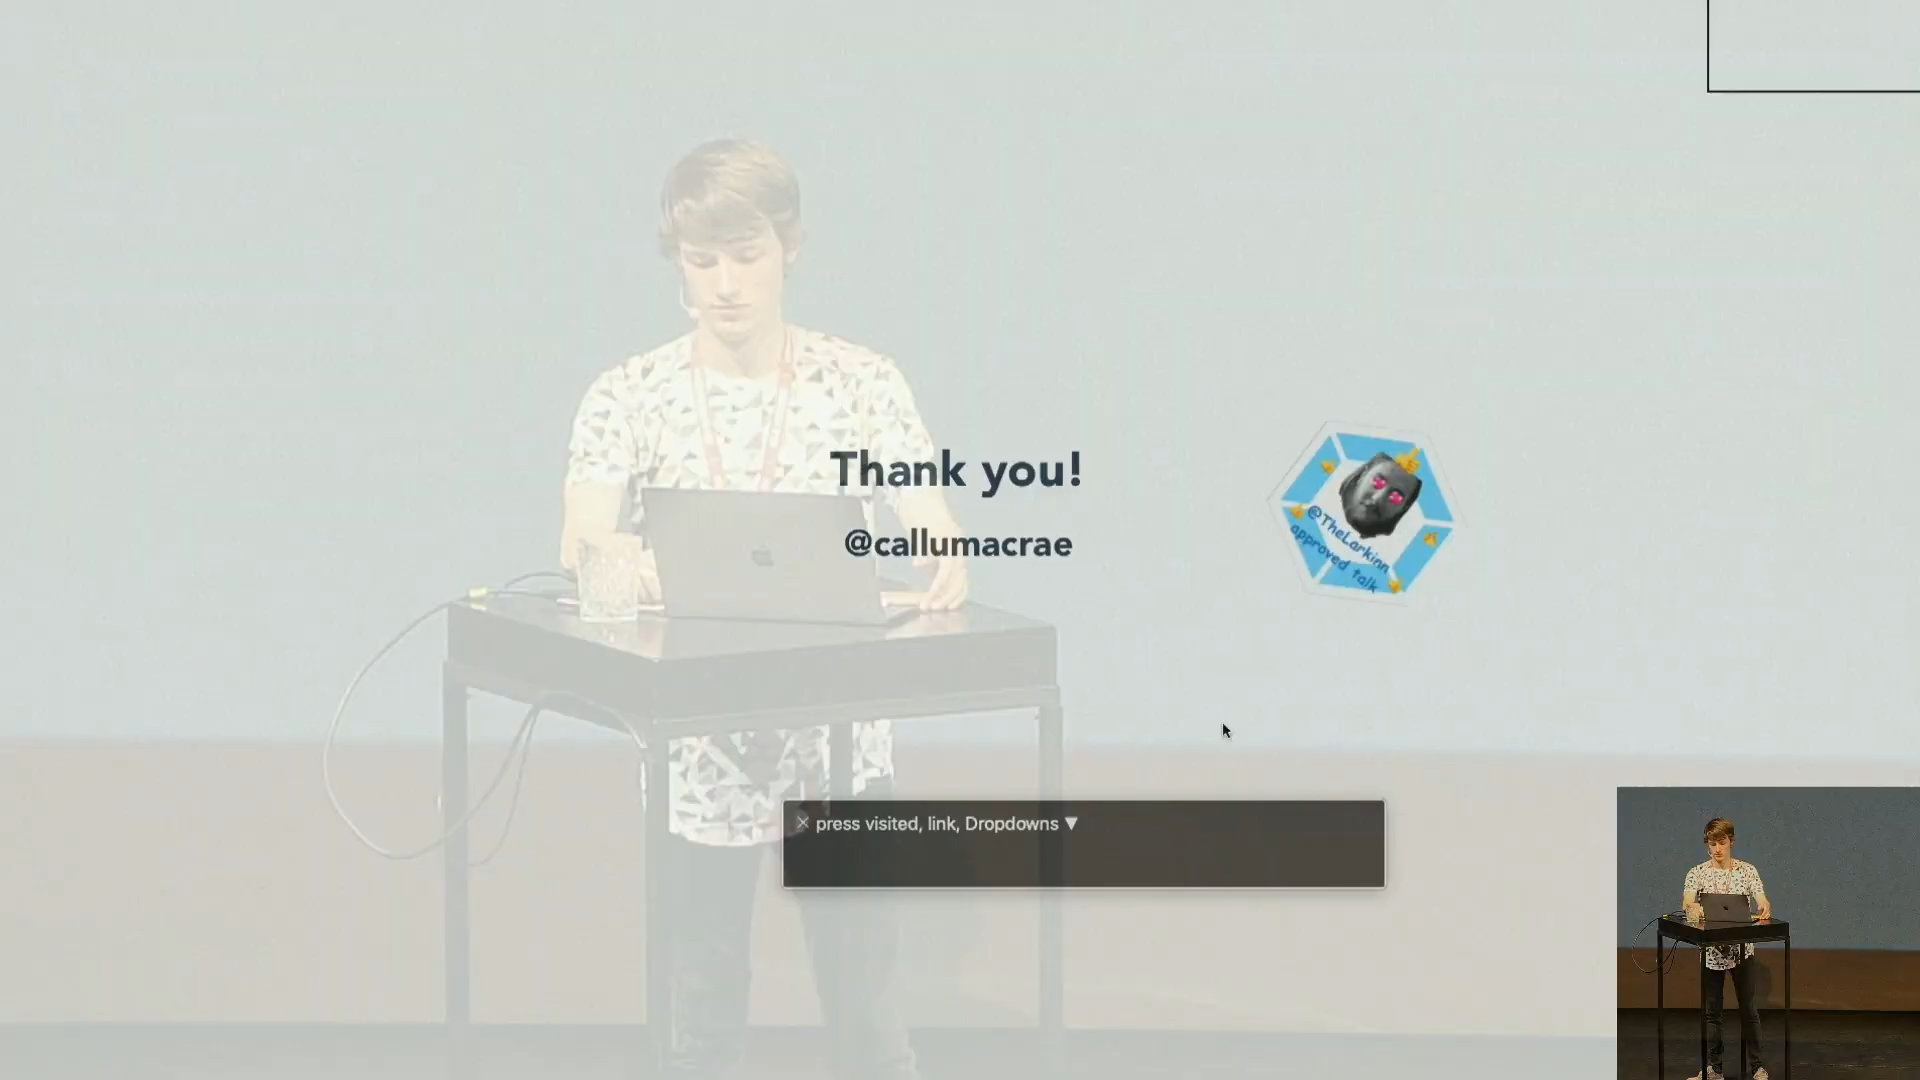 Thank you!
@callumacrae
@TheLarkinn
approved talk
× press visited, link, Dropdowns ▼